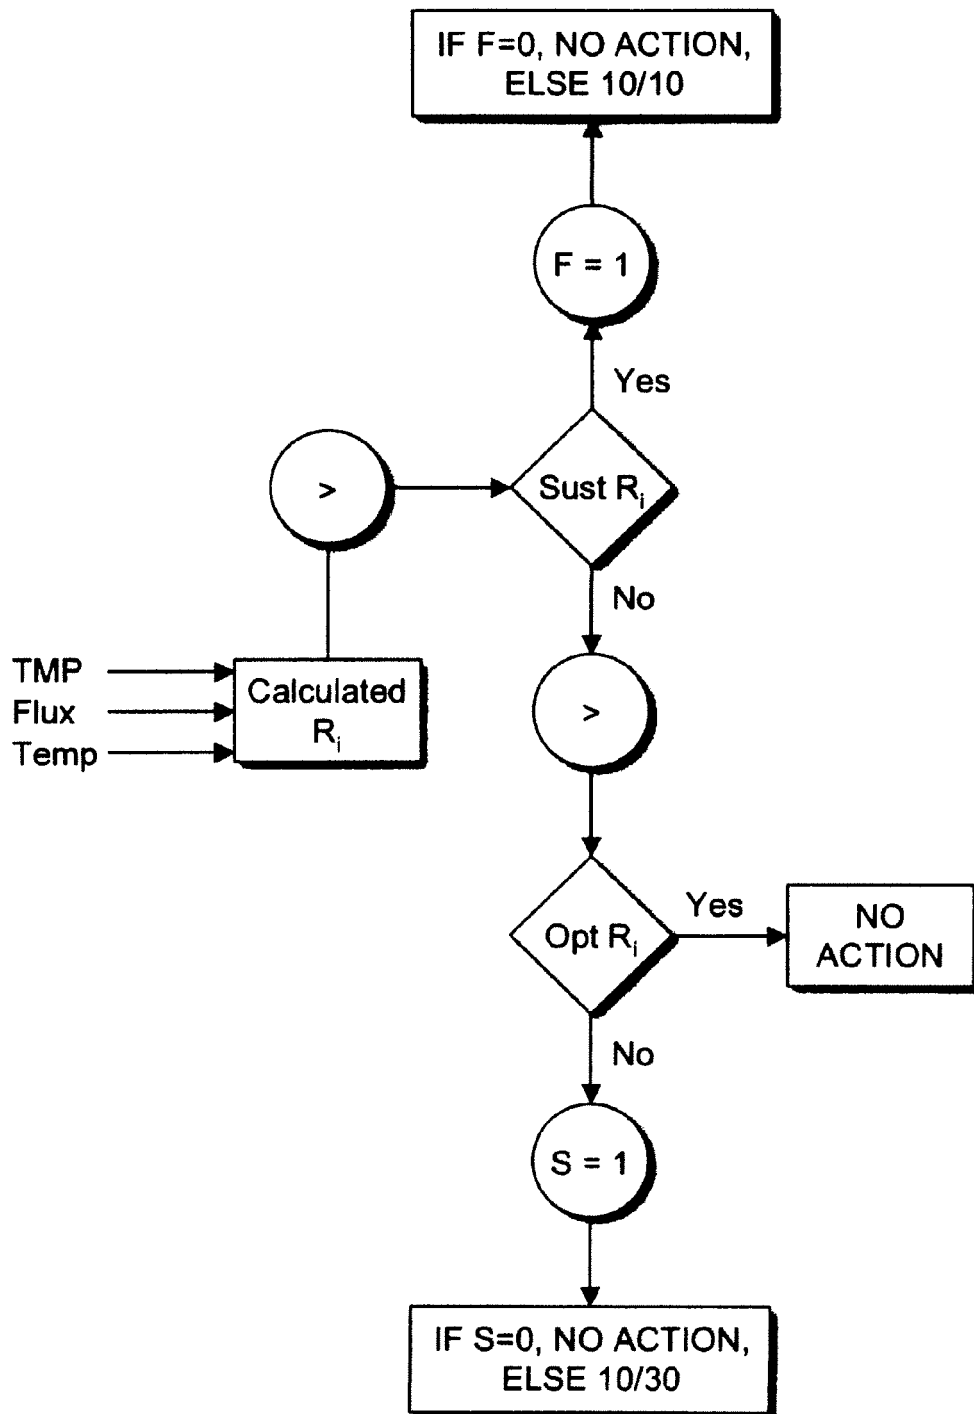 IF F=0, NO ACTION,
ELSE 10/10
F = 1
Yes
>
Sust Ri
No
TMP
Flux
Temp
Calculated
Ri
>
Opt Ri
Yes
NO
ACTION
No
S = 1
IF S=0, NO ACTION,
ELSE 10/30